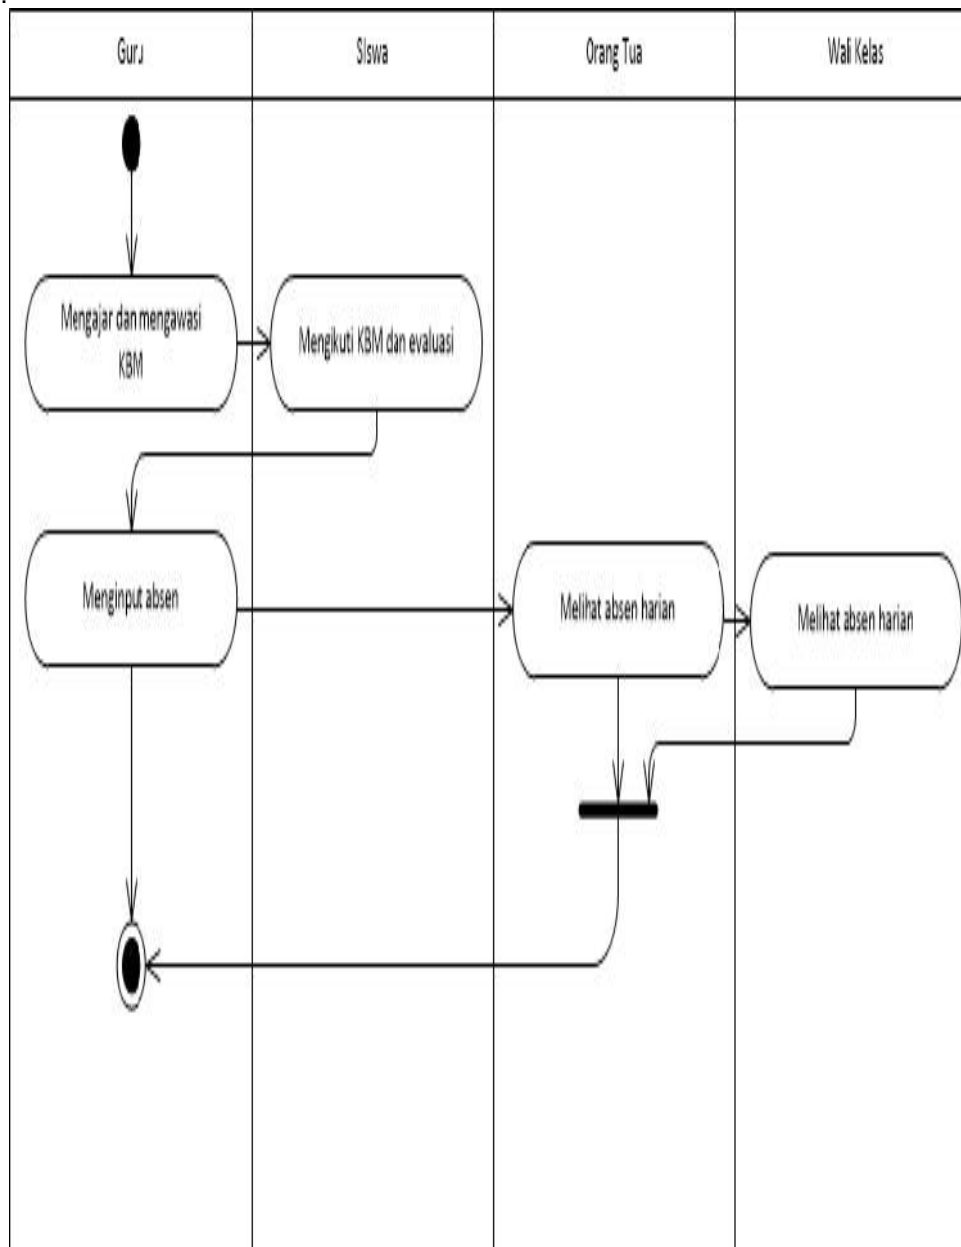 Guru
Siswa
Orang Tua
Wali Kelas
Mengajar dan mengawasi
KBM
Mengikuti KBM dan evaluasi
Menginput absen
Melihat absen harian
Melihat absen harian